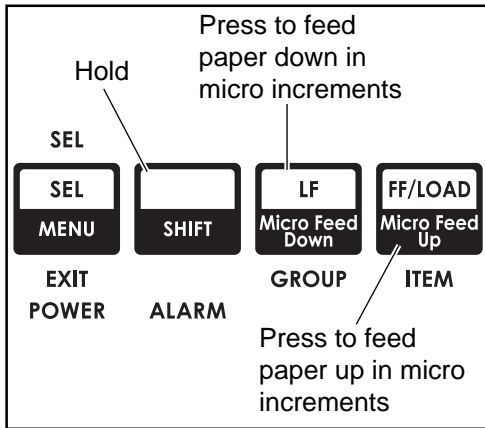 Press to feed
paper down in
micro increments
Hold
SEL
SEL
MENU
SHIFT
LF
Micro Feed
Down
FF/LOAD
Micro Feed
Up
EXIT
GROUP
ITEM
POWER
ALARM
Press to feed
paper up in micro
increments